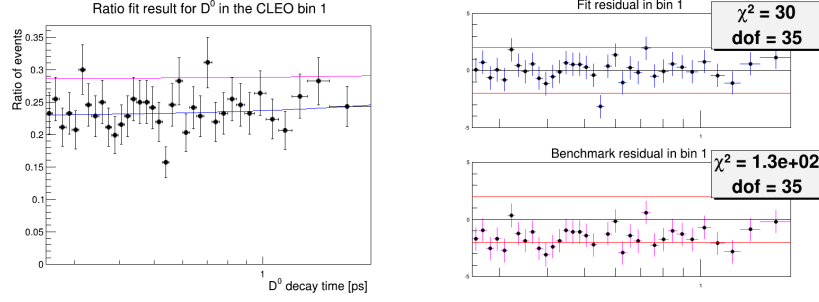 Ratio fit result for D⁰ in the CLEO bin 1
Ratio of events
0.35
0.3
0.25
0.2
0.15
0.1
0.05
0
1
D⁰ decay time [ps]
Fit residual in bin 1
χ² = 30
dof = 35
5
0
-5
1
Benchmark residual in bin 1
χ² = 1.3e+02
dof = 35
5
0
-5
1